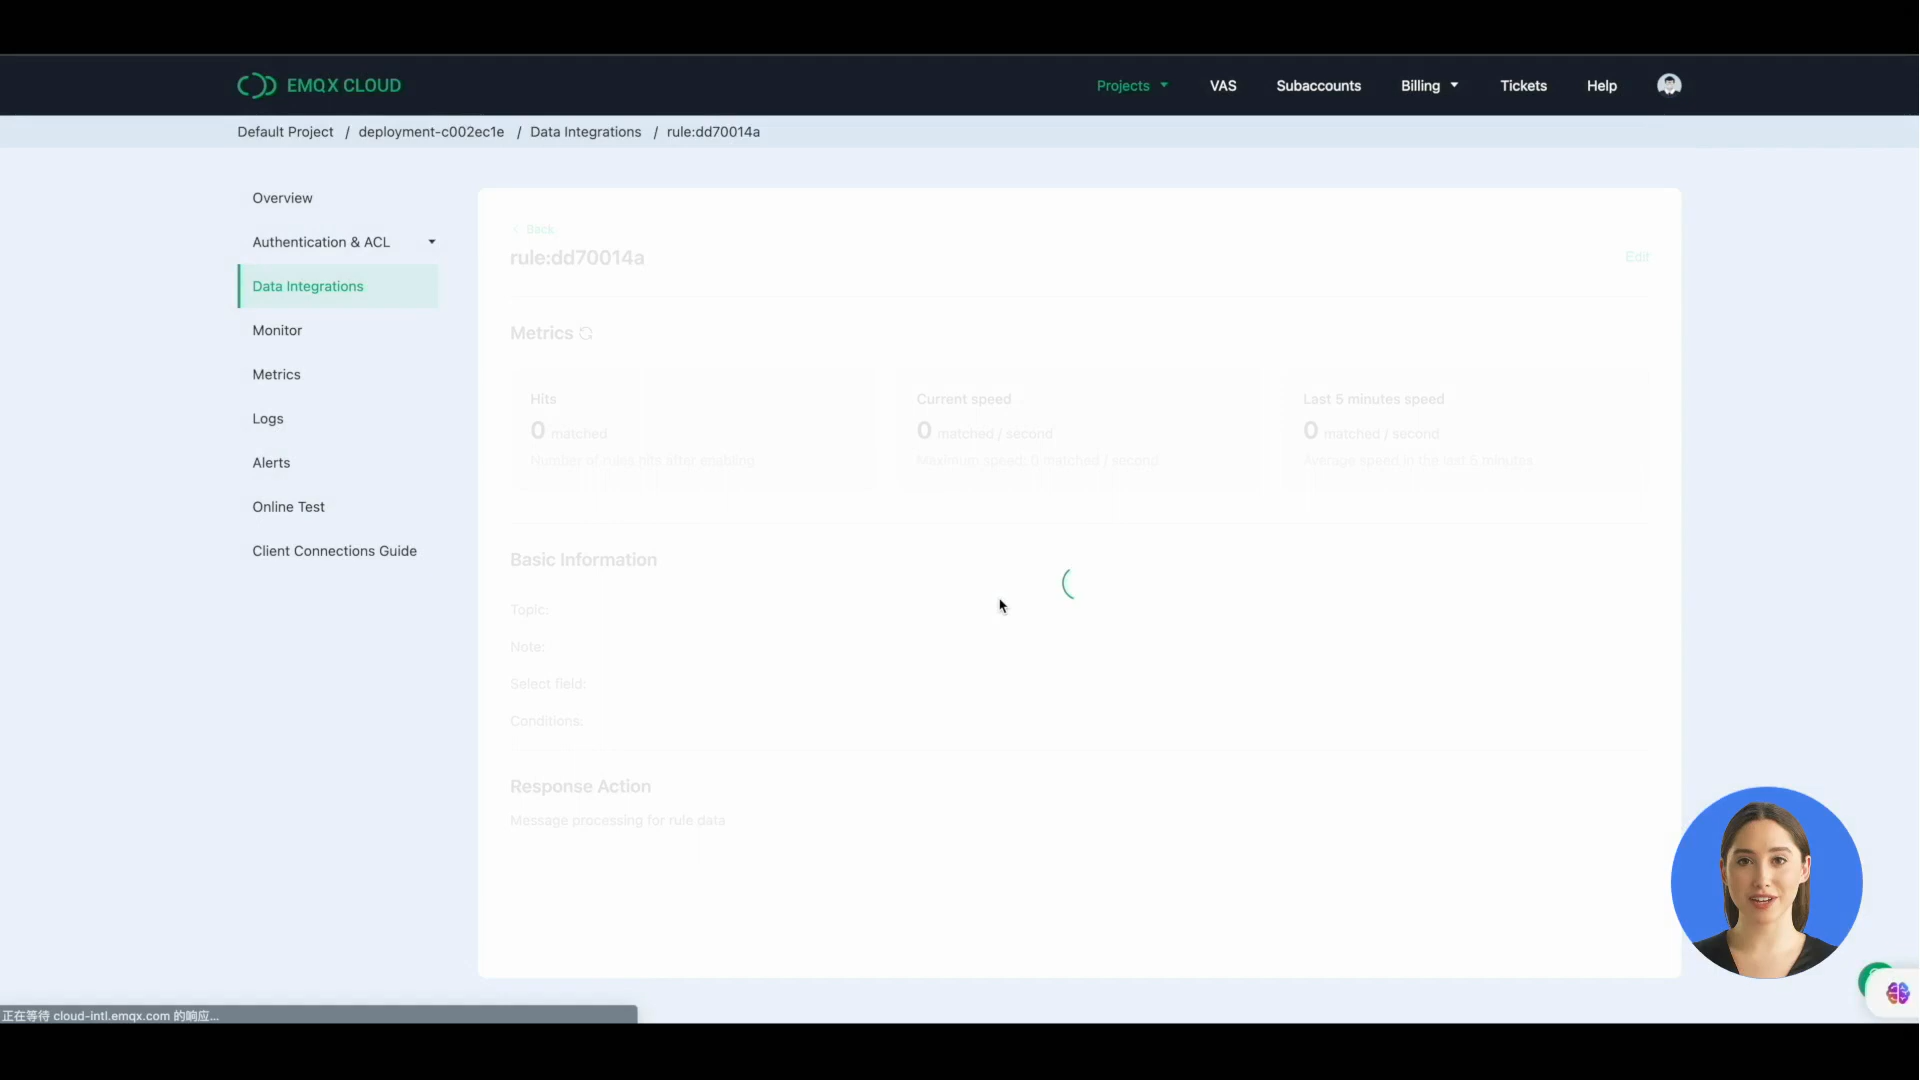 EMQX CLOUD
Projects
VAS
Subaccounts
Billing
Tickets
Help
Default Project / deployment-c002ec1e / Data Integrations / rule:dd70014a
Overview
Authentication & ACL
Data Integrations
Monitor
Metrics
Logs
Alerts
Online Test
Client Connections Guide
Back
rule:dd70014a
Edit
Metrics
Hits
0 matched
Number of rules hits after enabling
Current speed
0 matched / second
Maximum speed: 0 matched / second
Last 5 minutes speed
0 matched / second
Average speed in the last 5 minutes
Basic Information
Topic:
Note:
Select field:
Conditions:
Response Action
Message processing for rule data
正在等待 cloud-intl.emqx.com 的响应...